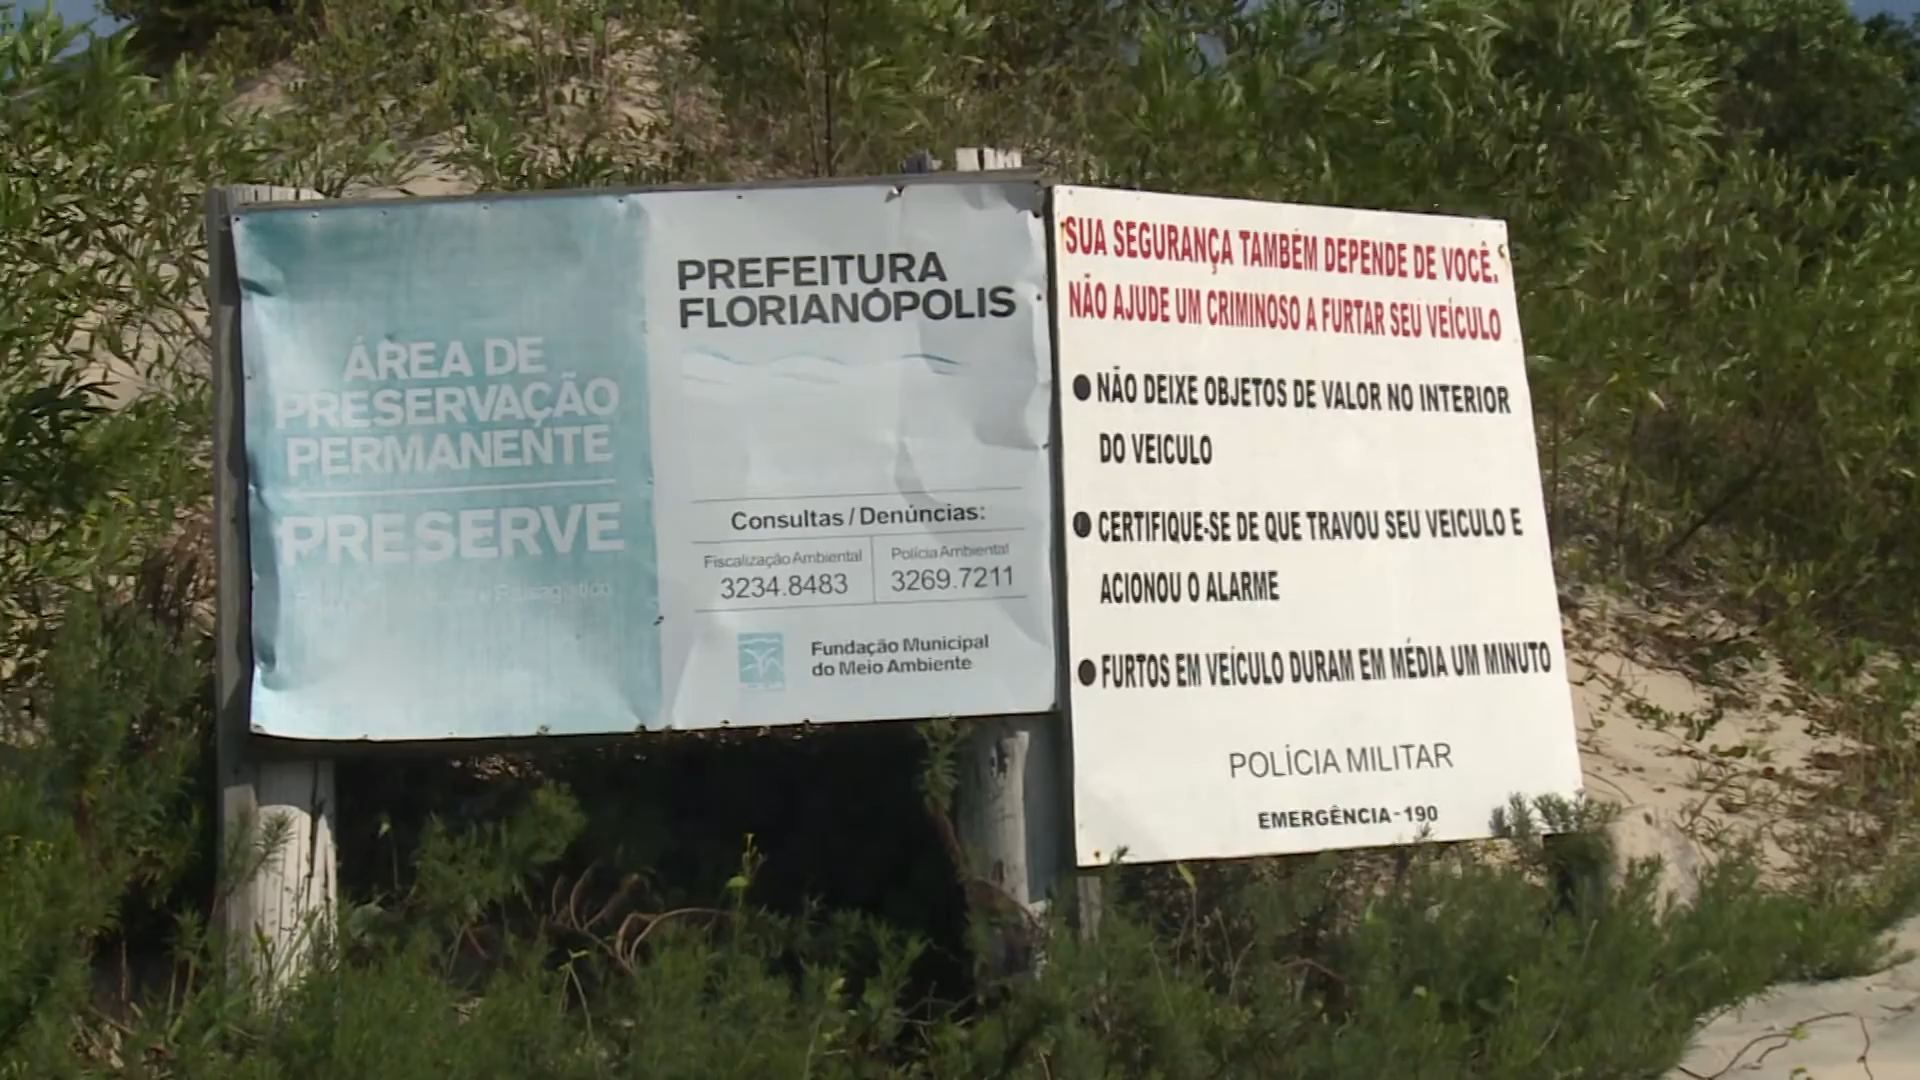 ÁREA DE
PRESERVAÇÃO
PERMANENTE
PRESERVE
PREFEITURA
FLORIANÓPOLIS
Consultas / Denúncias:
Fiscalização Ambiental
3234.8483
Polícia Ambiental
3269.7211
Fundação Municipal
do Meio Ambiente
SUA SEGURANÇA TAMBÉM DEPENDE DE VOCÊ.
NÃO AJUDE UM CRIMINOSO A FURTAR SEU VEÍCULO
● NÃO DEIXE OBJETOS DE VALOR NO INTERIOR
DO VEICULO
● CERTIFIQUE-SE DE QUE TRAVOU SEU VEICULO E
ACIONOU O ALARME
● FURTOS EM VEÍCULO DURAM EM MÉDIA UM MINUTO
POLÍCIA MILITAR
EMERGÊNCIA - 190